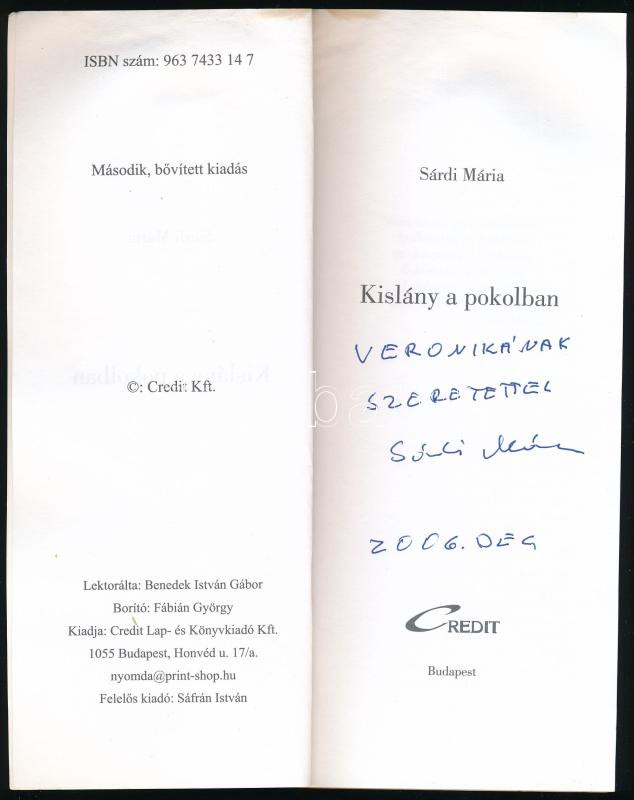 ISBN szám: 963 7433 14 7
Második, bővített kiadás
©: Credit Kft.
Lektorálta: Benedek István Gábor
Borító: Fábián György
Kiadja: Credit Lap- és Könyvkiadó Kft.
1055 Budapest, Honvéd u. 17/a.
nyomda@print-shop.hu
Felelős kiadó: Sáfrán István
Sárdi Mária
Kislány a pokolban
VERONIKÁNAK
SZERETETTEL
Sárdi Mária
2006. DEC
CREDIT
Budapest